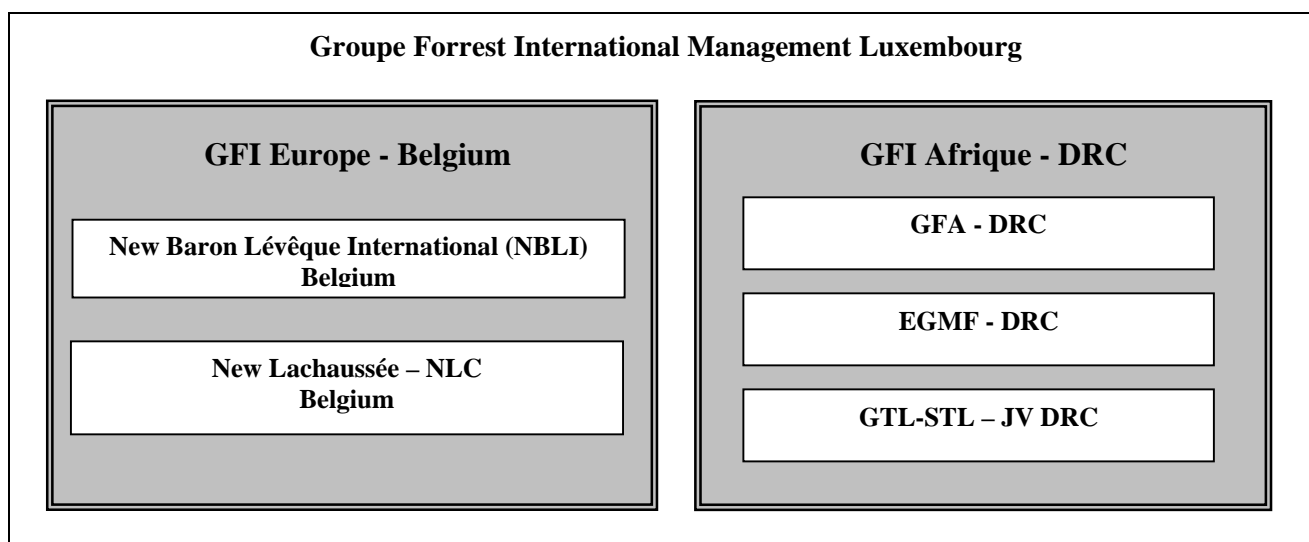 Groupe Forrest International Management Luxembourg
GFI Europe - Belgium
New Baron Lévêque International (NBLI)
Belgium
New Lachaussée – NLC
Belgium
GFI Afrique - DRC
GFA - DRC
EGMF - DRC
GTL-STL – JV DRC